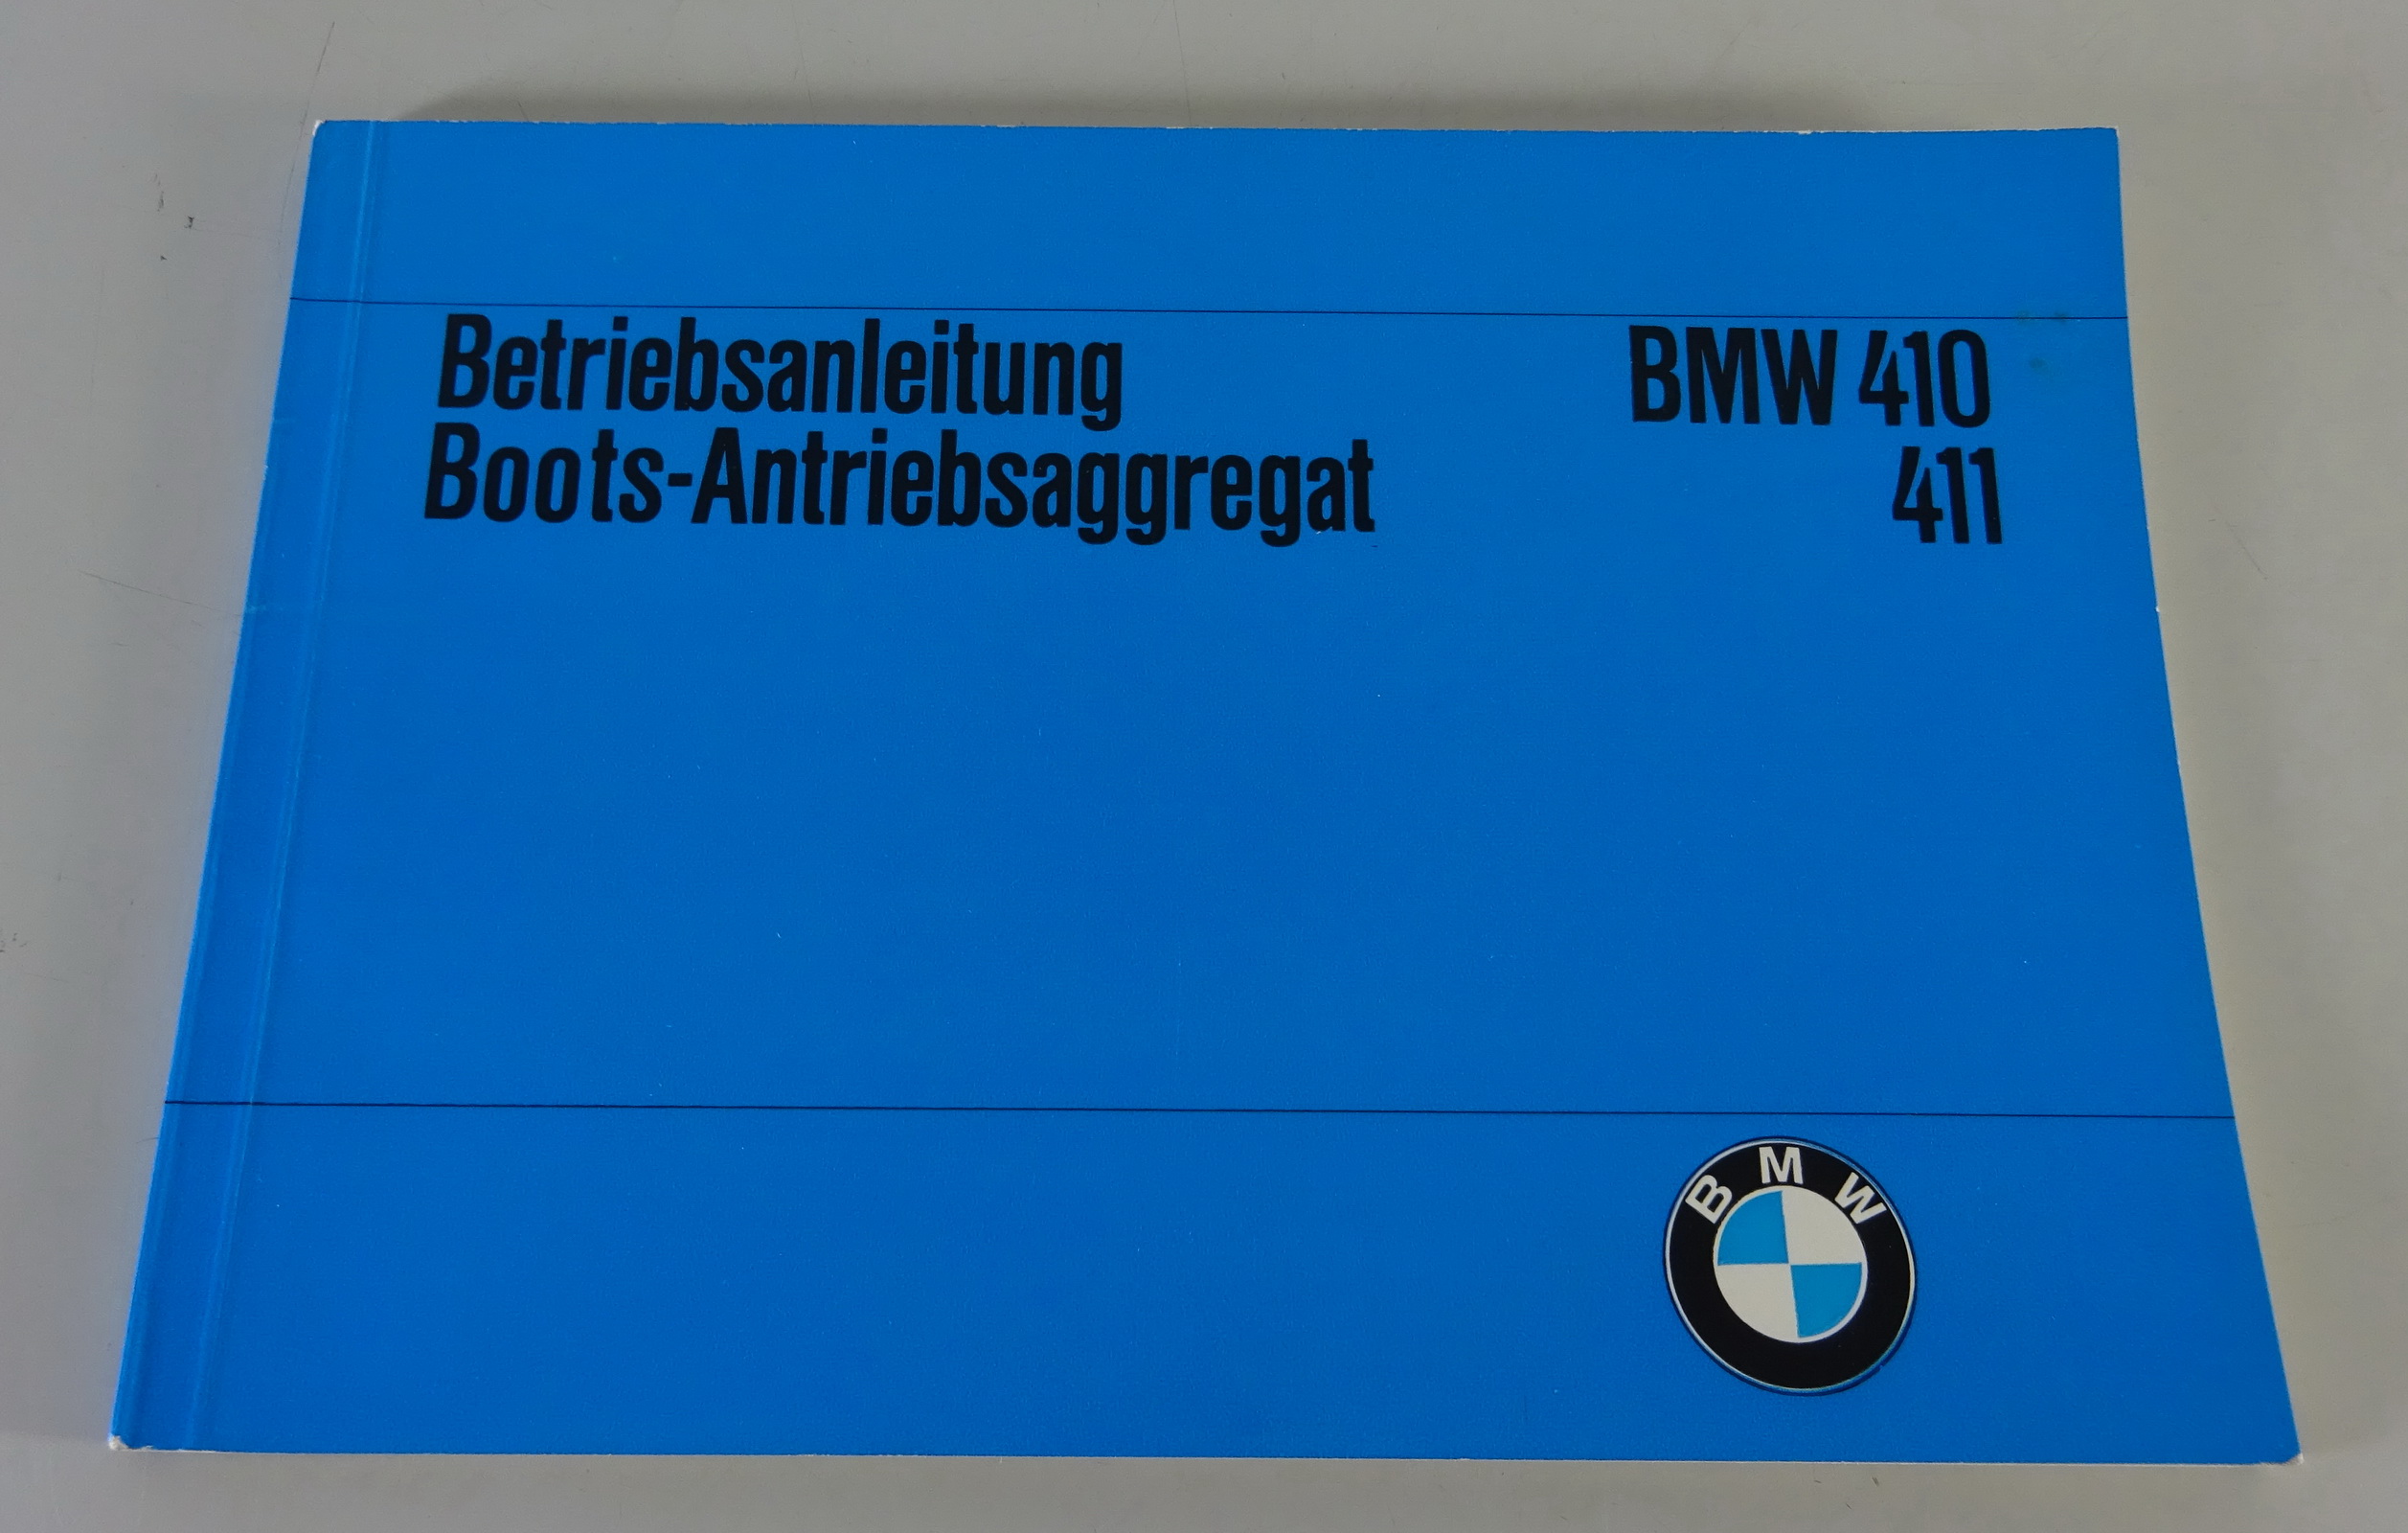 Betriebsanleitung BMW 410
Boots-Antriebsaggregat 411
BMW